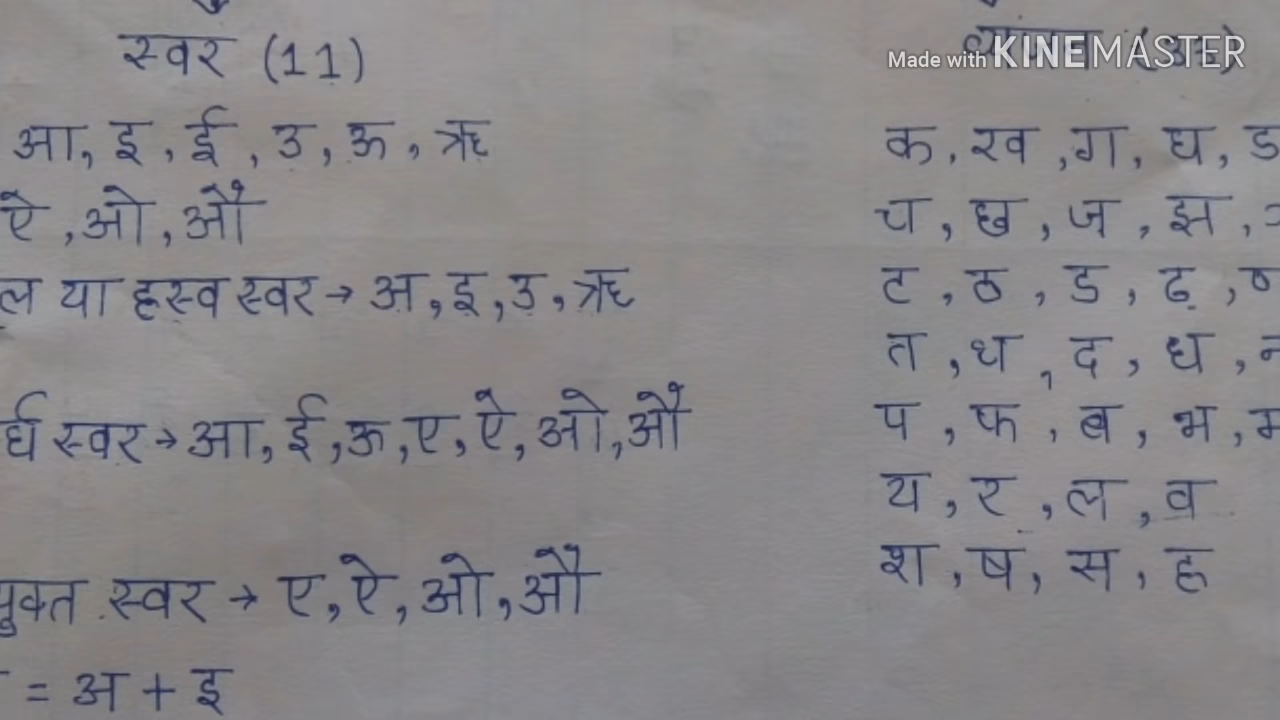 स्वर (11)
आ, इ, ई, उ, ऊ, ऋ
ऐ, ओ, औ
या ह्रस्व स्वर → अ, इ, उ, ऋ
स्वर → आ, ई, ऊ, ए, ऐ, ओ, औ
स्वर → ए, ऐ, ओ, औ
= अ + इ
Made with KINEMASTER
क, ख, ग, घ, ड
च, छ, ज, झ,
ट, ठ, ड, ढ,
त, थ, द, ध,
प, फ, ब, भ,
य, र, ल, व
श, ष, स, ह